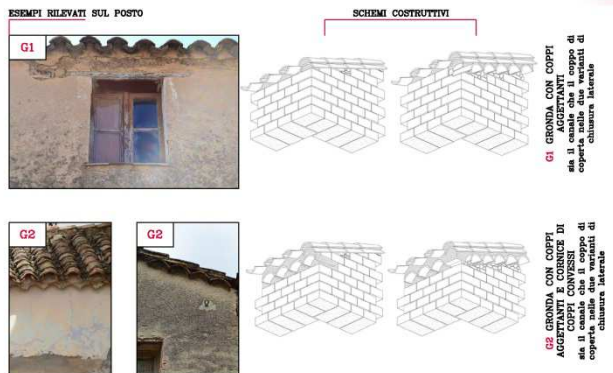 ESEMPI RILEVATI SUL POSTO
SCHEMI COSTRUTTIVI
G1
G1 GRONDA CON COPPI
AGGETTANTI
sia il canale che il coppo di
coperta nelle due varianti di
chiusura laterale
G2
G2
G2 GRONDA CON COPPI
AGGETTANTI E CORNICE DI
COPPI CONVESSI
sia il canale che il coppo di
coperta nelle due varianti di
chiusura laterale